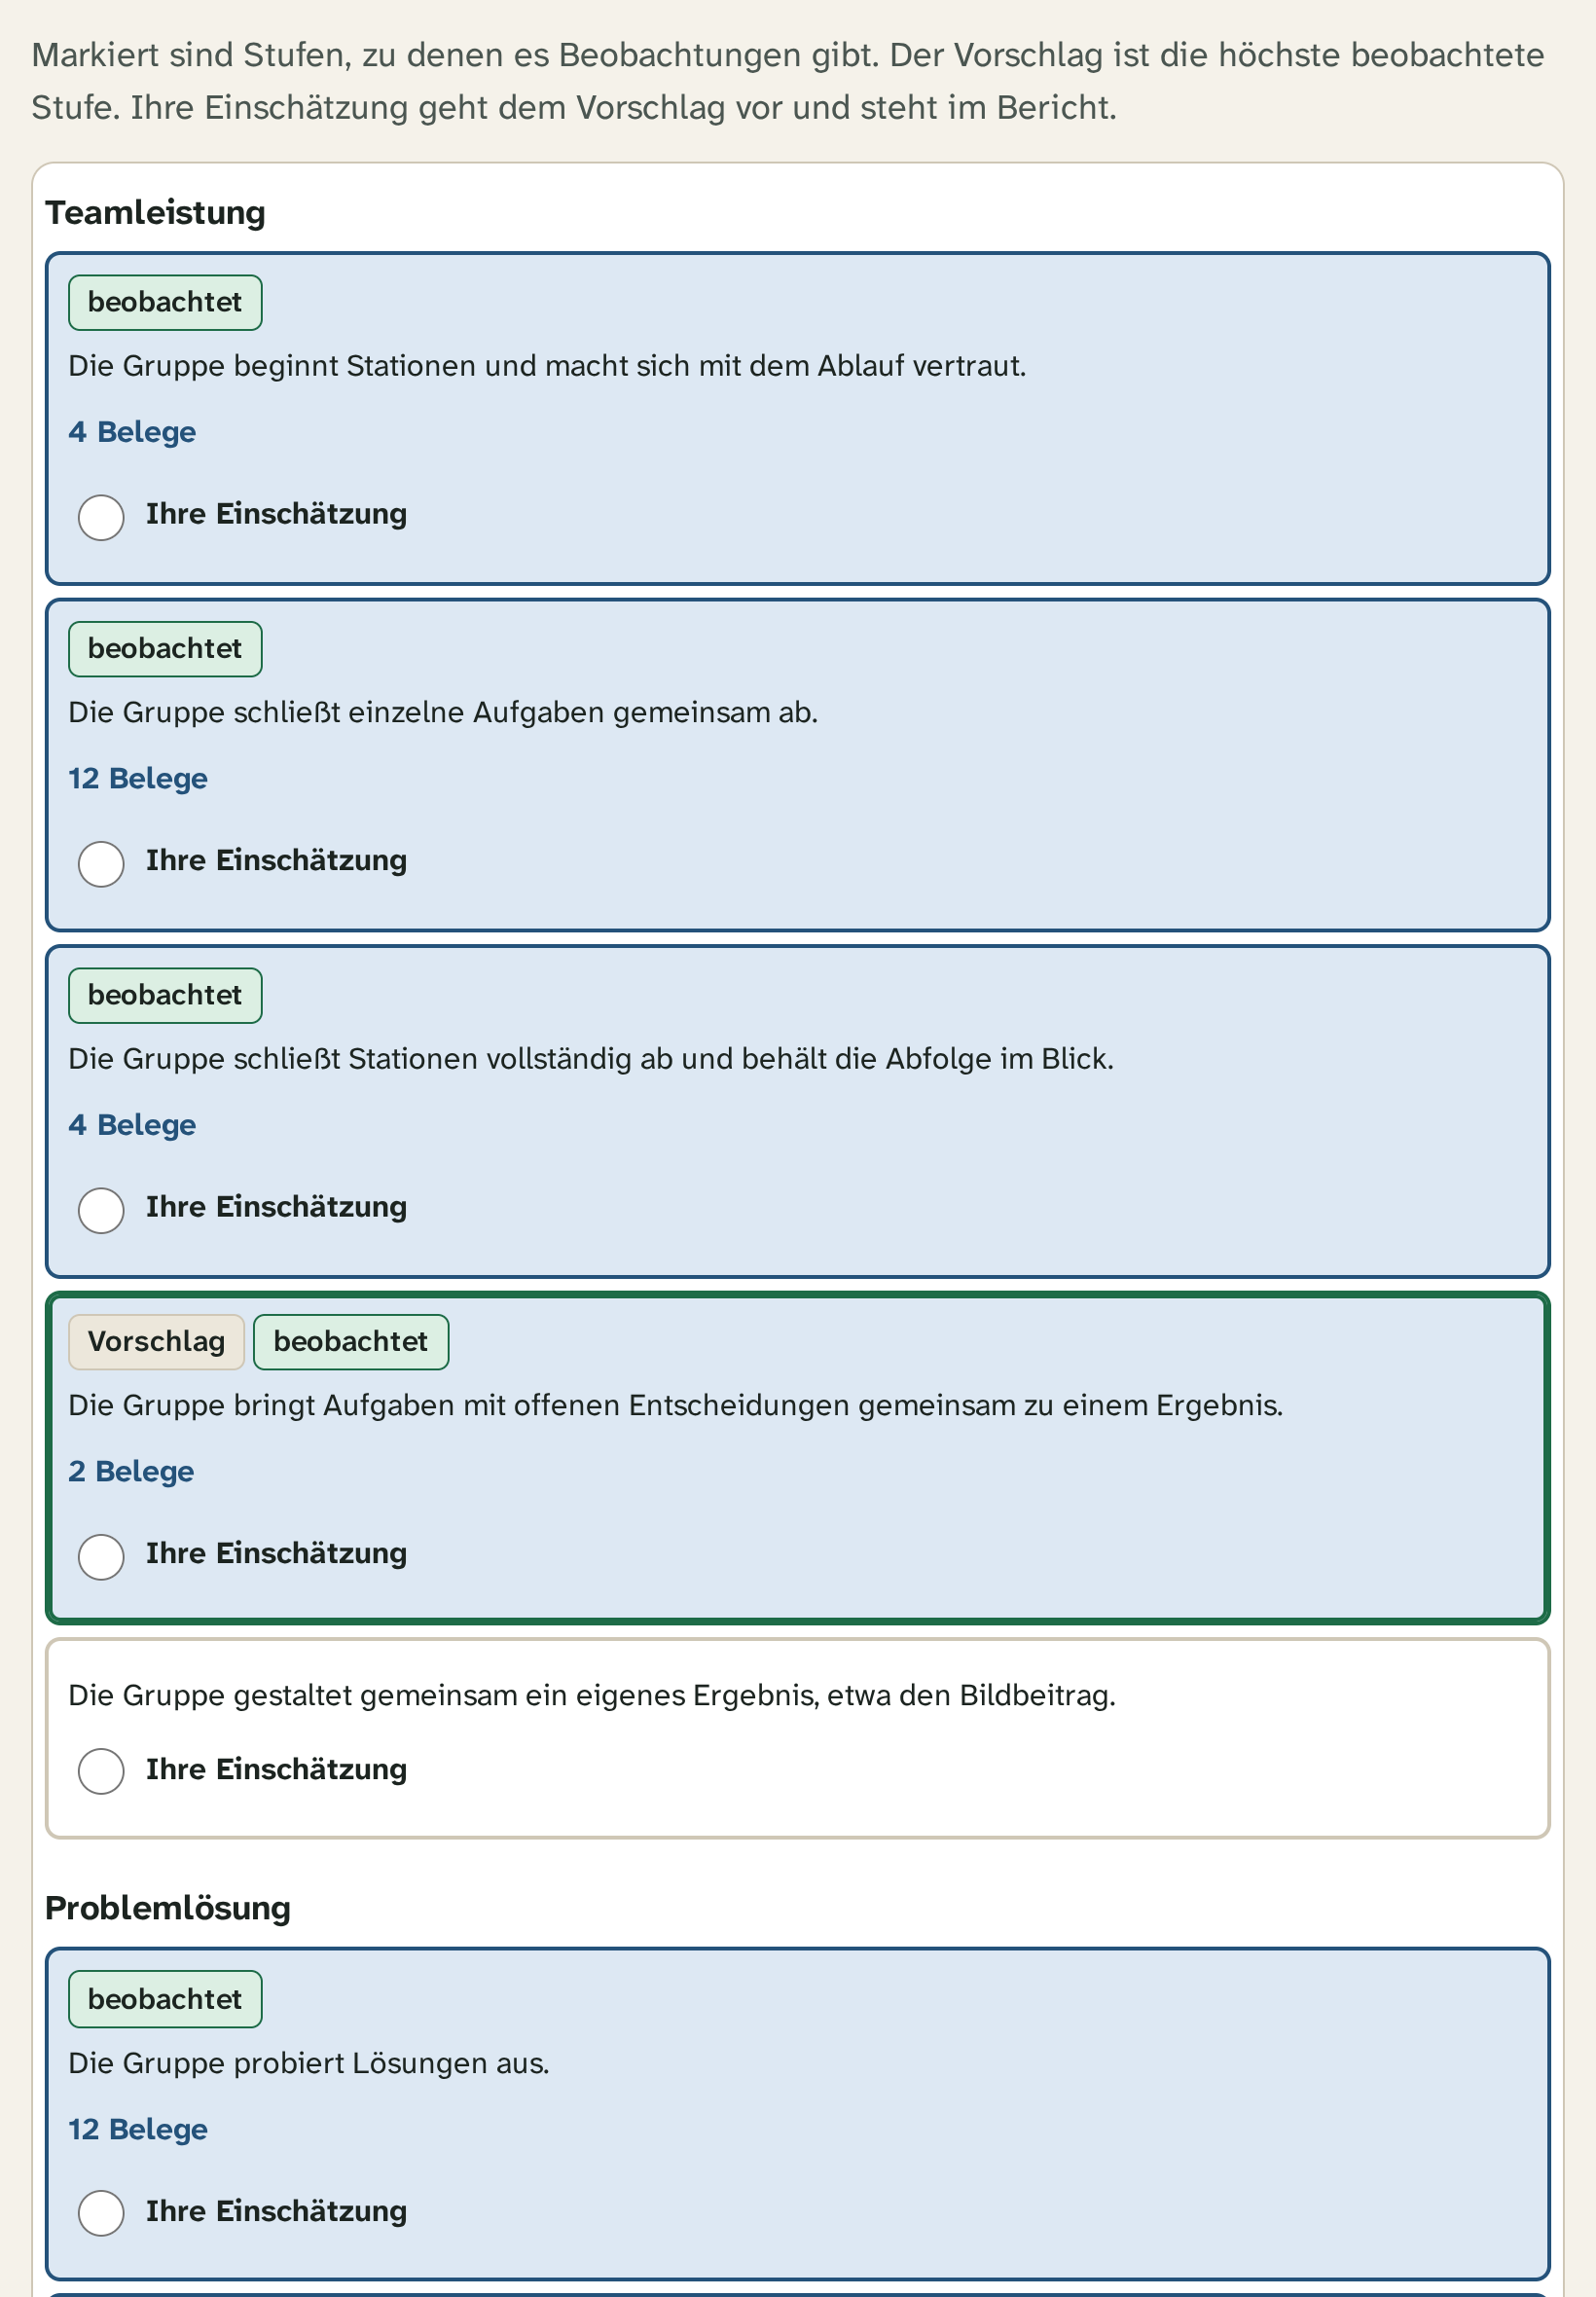 Markiert sind Stufen, zu denen es Beobachtungen gibt. Der Vorschlag ist die höchste beobachtete
Stufe. Ihre Einschätzung geht dem Vorschlag vor und steht im Bericht.
Teamleistung
beobachtet
Die Gruppe beginnt Stationen und macht sich mit dem Ablauf vertraut.
4 Belege
Ihre Einschätzung
beobachtet
Die Gruppe schließt einzelne Aufgaben gemeinsam ab.
12 Belege
Ihre Einschätzung
beobachtet
Die Gruppe schließt Stationen vollständig ab und behält die Abfolge im Blick.
4 Belege
Ihre Einschätzung
Vorschlag beobachtet
Die Gruppe bringt Aufgaben mit offenen Entscheidungen gemeinsam zu einem Ergebnis.
2 Belege
Ihre Einschätzung
Die Gruppe gestaltet gemeinsam ein eigenes Ergebnis, etwa den Bildbeitrag.
Ihre Einschätzung
Problemlösung
beobachtet
Die Gruppe probiert Lösungen aus.
12 Belege
Ihre Einschätzung